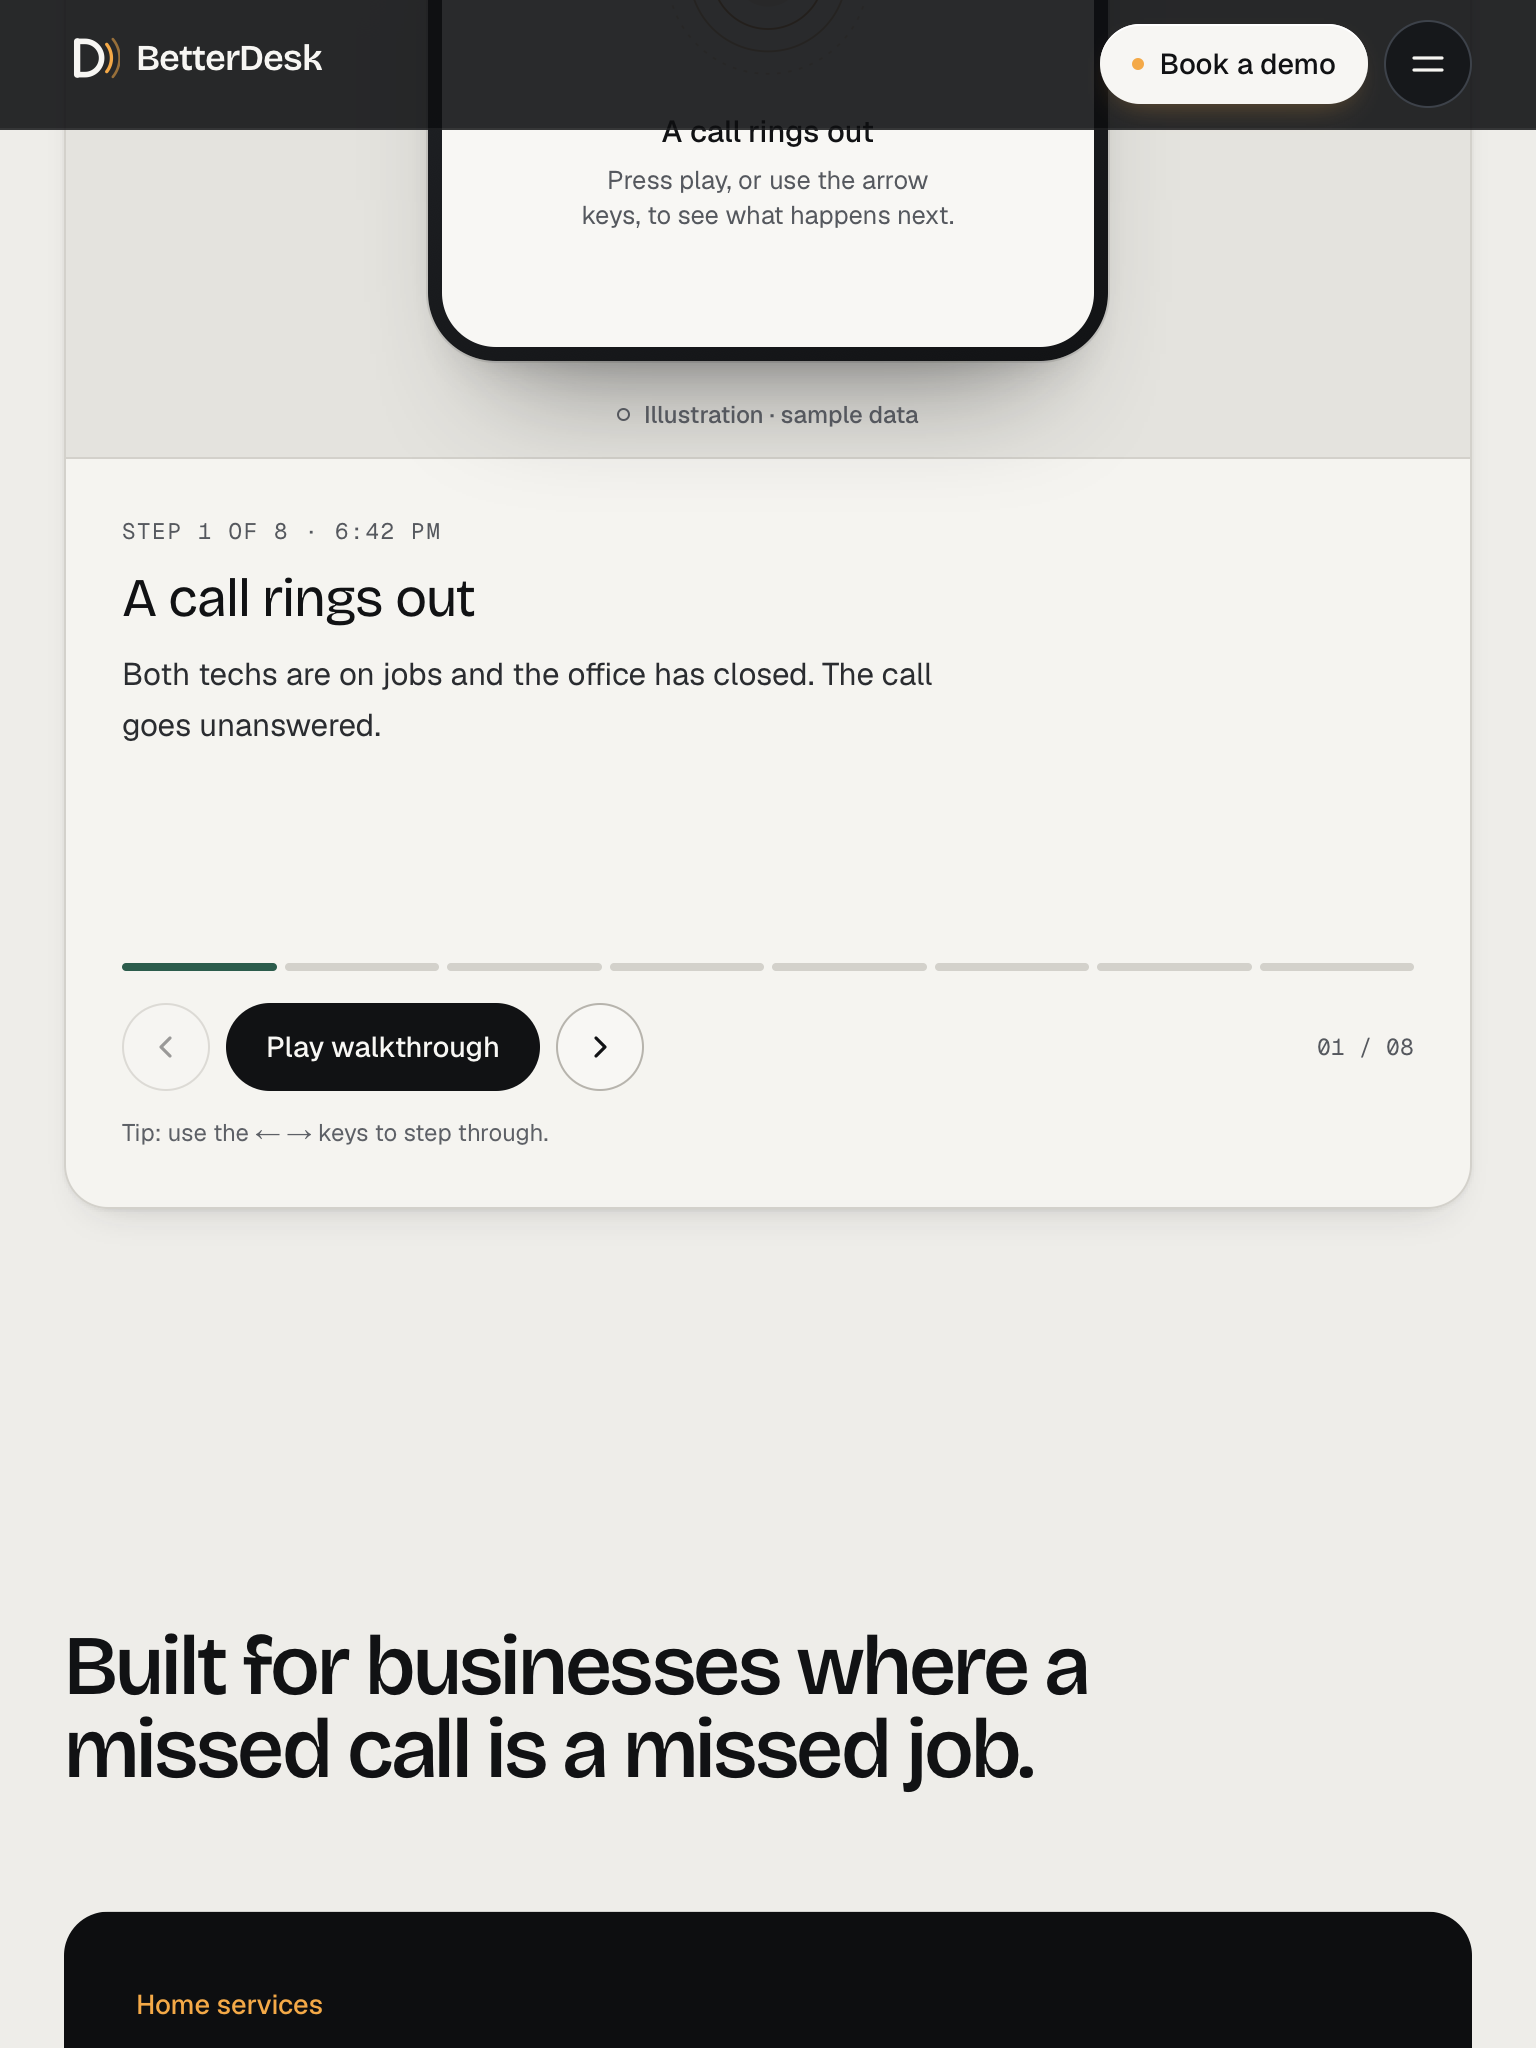 BetterDesk
Book a demo
A call rings out
Press play, or use the arrow
keys, to see what happens next.
Illustration · sample data
STEP 1 OF 8 · 6:42 PM
A call rings out
Both techs are on jobs and the office has closed. The call
goes unanswered.
Play walkthrough
01 / 08
Tip: use the ← → keys to step through.
Built for businesses where a
missed call is a missed job.
Home services